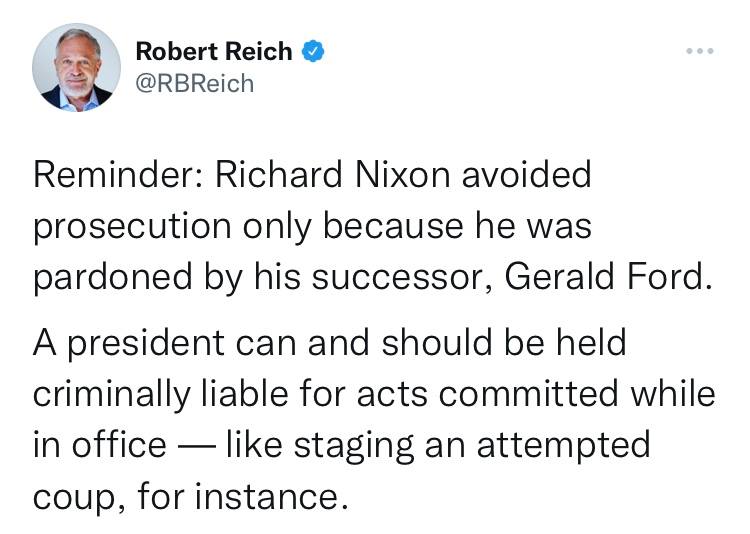 Robert Reich
@RBReich
Reminder: Richard Nixon avoided
prosecution only because he was
pardoned by his successor, Gerald Ford.
A president can and should be held
criminally liable for acts committed while
in office — like staging an attempted
coup, for instance.